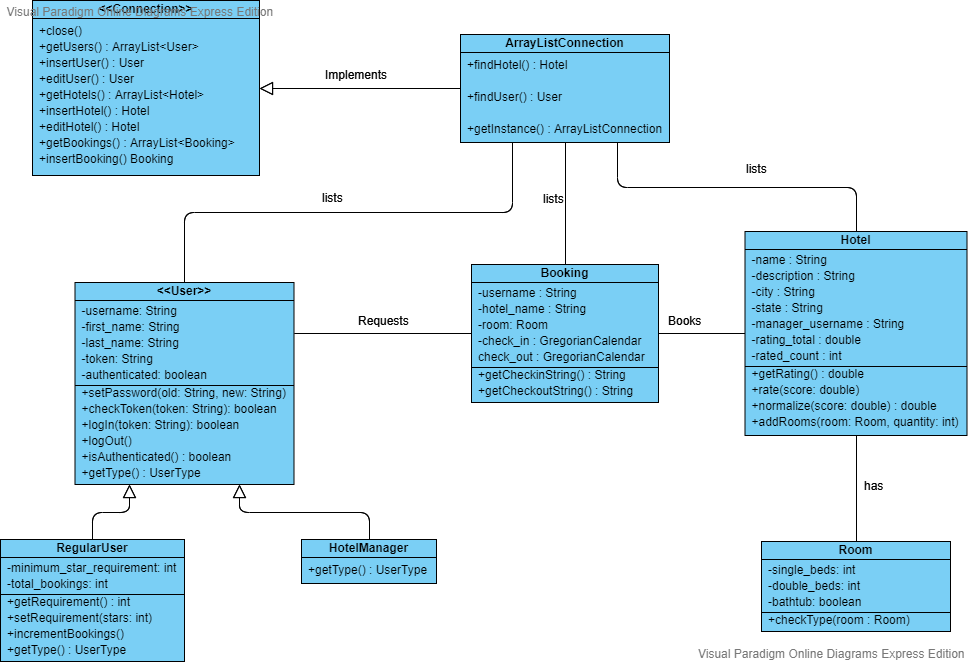 Visual Paradigm Online Diagrams Express Edition
<<Connection>>
+close()
+getUsers() : ArrayList<User>
+insertUser() : User
+editUser() : User
+getHotels() : ArrayList<Hotel>
+insertHotel() : Hotel
+editHotel() : Hotel
+getBookings() : ArrayList<Booking>
+insertBooking() Booking
Implements
ArrayListConnection
+findHotel() : Hotel
+findUser() : User
+getInstance() : ArrayListConnection
lists
lists
lists
<<User>>
-username: String
-first_name: String
-last_name: String
-token: String
-authenticated: boolean
+setPassword(old: String, new: String)
+checkToken(token: String): boolean
+logIn(token: String): boolean
+logOut()
+isAuthenticated() : boolean
+getType() : UserType
Requests
Booking
-username : String
-hotel_name : String
-room: Room
-check_in : GregorianCalendar
check_out : GregorianCalendar
+getCheckinString() : String
+getCheckoutString() : String
Books
Hotel
-name : String
-description : String
-city : String
-state : String
-manager_username : String
-rating_total : double
-rated_count : int
+getRating() : double
+rate(score: double)
+normalize(score: double) : double
+addRooms(room: Room, quantity: int)
has
RegularUser
-minimum_star_requirement: int
-total_bookings: int
+getRequirement() : int
+setRequirement(stars: int)
+incrementBookings()
+getType() : UserType
HotelManager
+getType() : UserType
Room
-single_beds: int
-double_beds: int
-bathtub: boolean
+checkType(room : Room)
Visual Paradigm Online Diagrams Express Edition